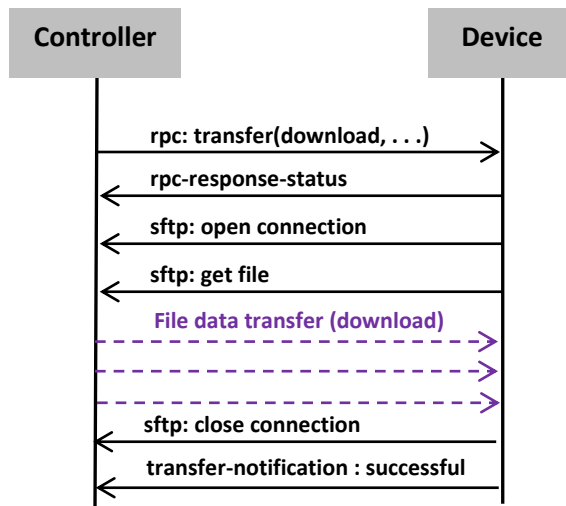 Controller
Device
rpc: transfer(download, . . .)
rpc-response-status
sftp: open connection
sftp: get file
File data transfer (download)
sftp: close connection
transfer-notification : successful